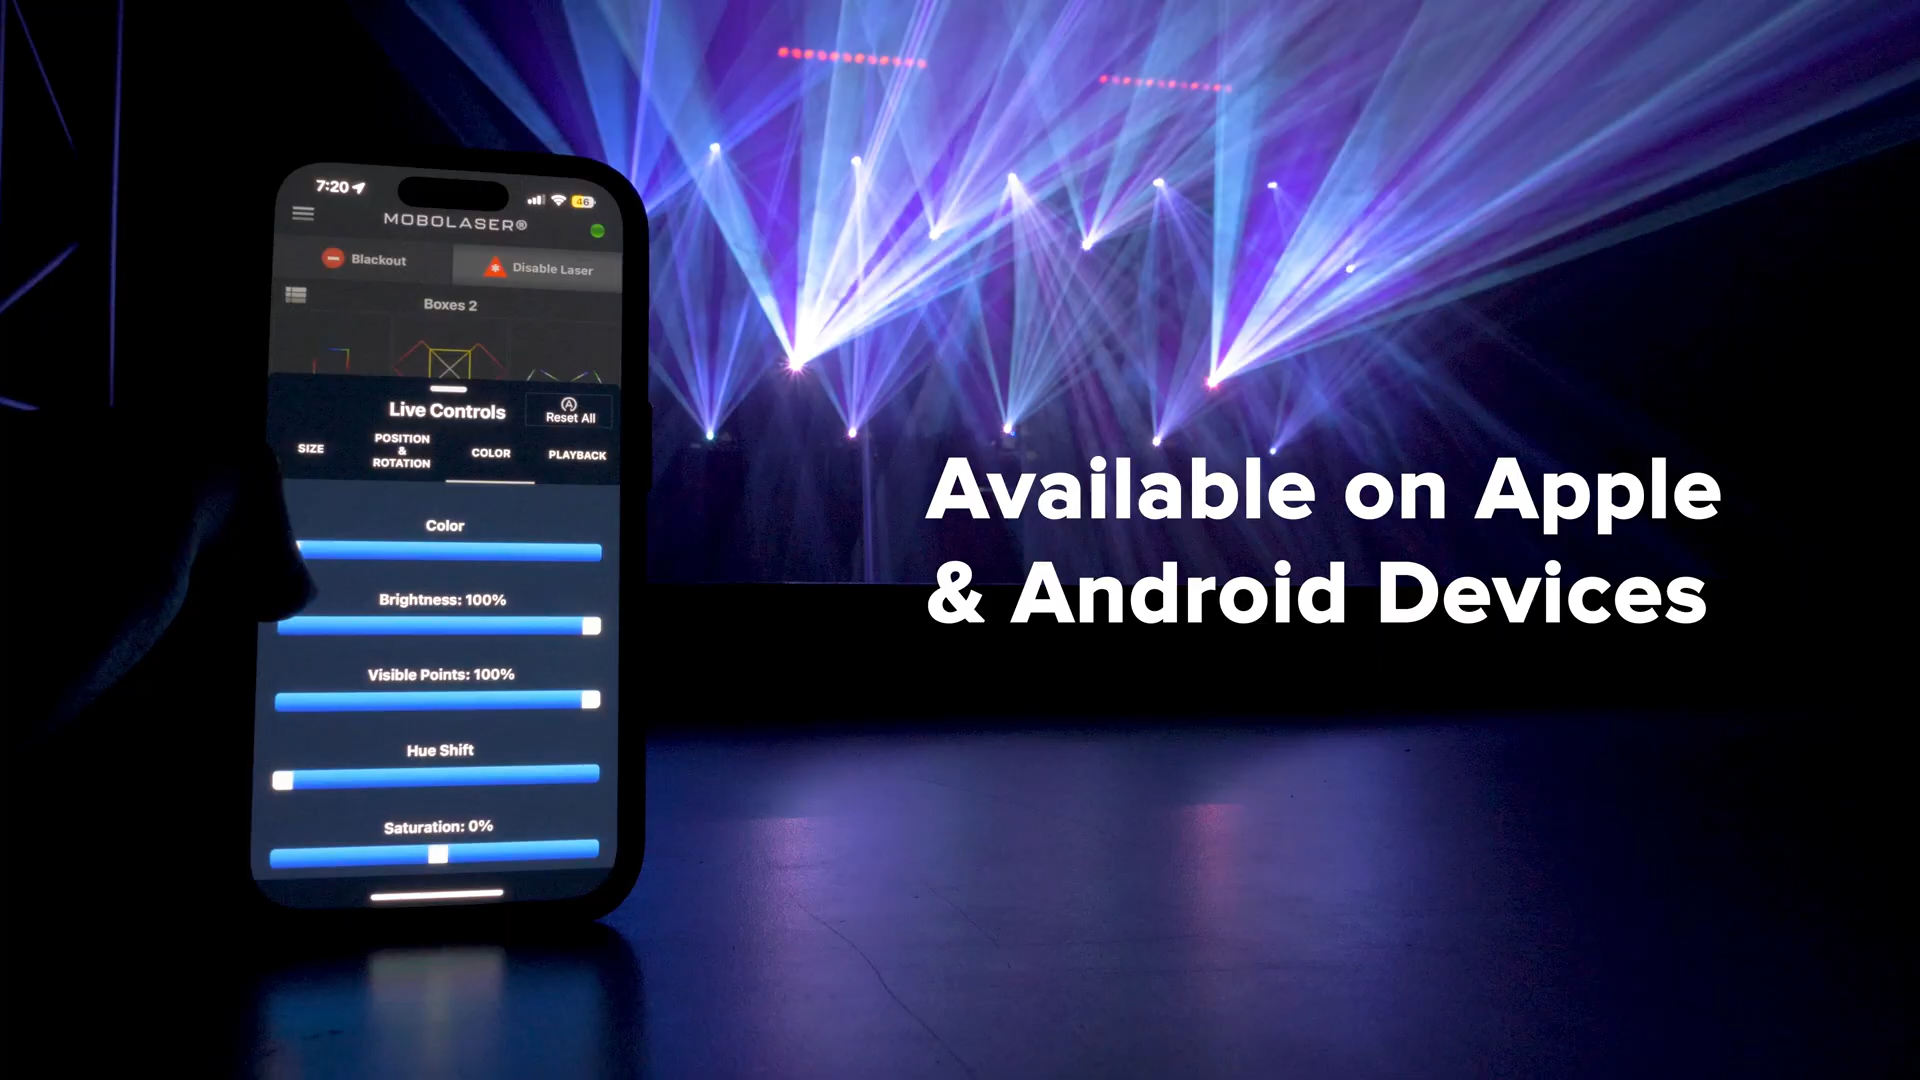 7:20
46
MOBOLASER®
Blackout
Disable Laser
Boxes 2
Live Controls
Reset All
SIZE
POSITION
&
ROTATION
COLOR
PLAYBACK
Color
Brightness: 100%
Visible Points: 100%
Hue Shift
Saturation: 0%
Available on Apple
& Android Devices